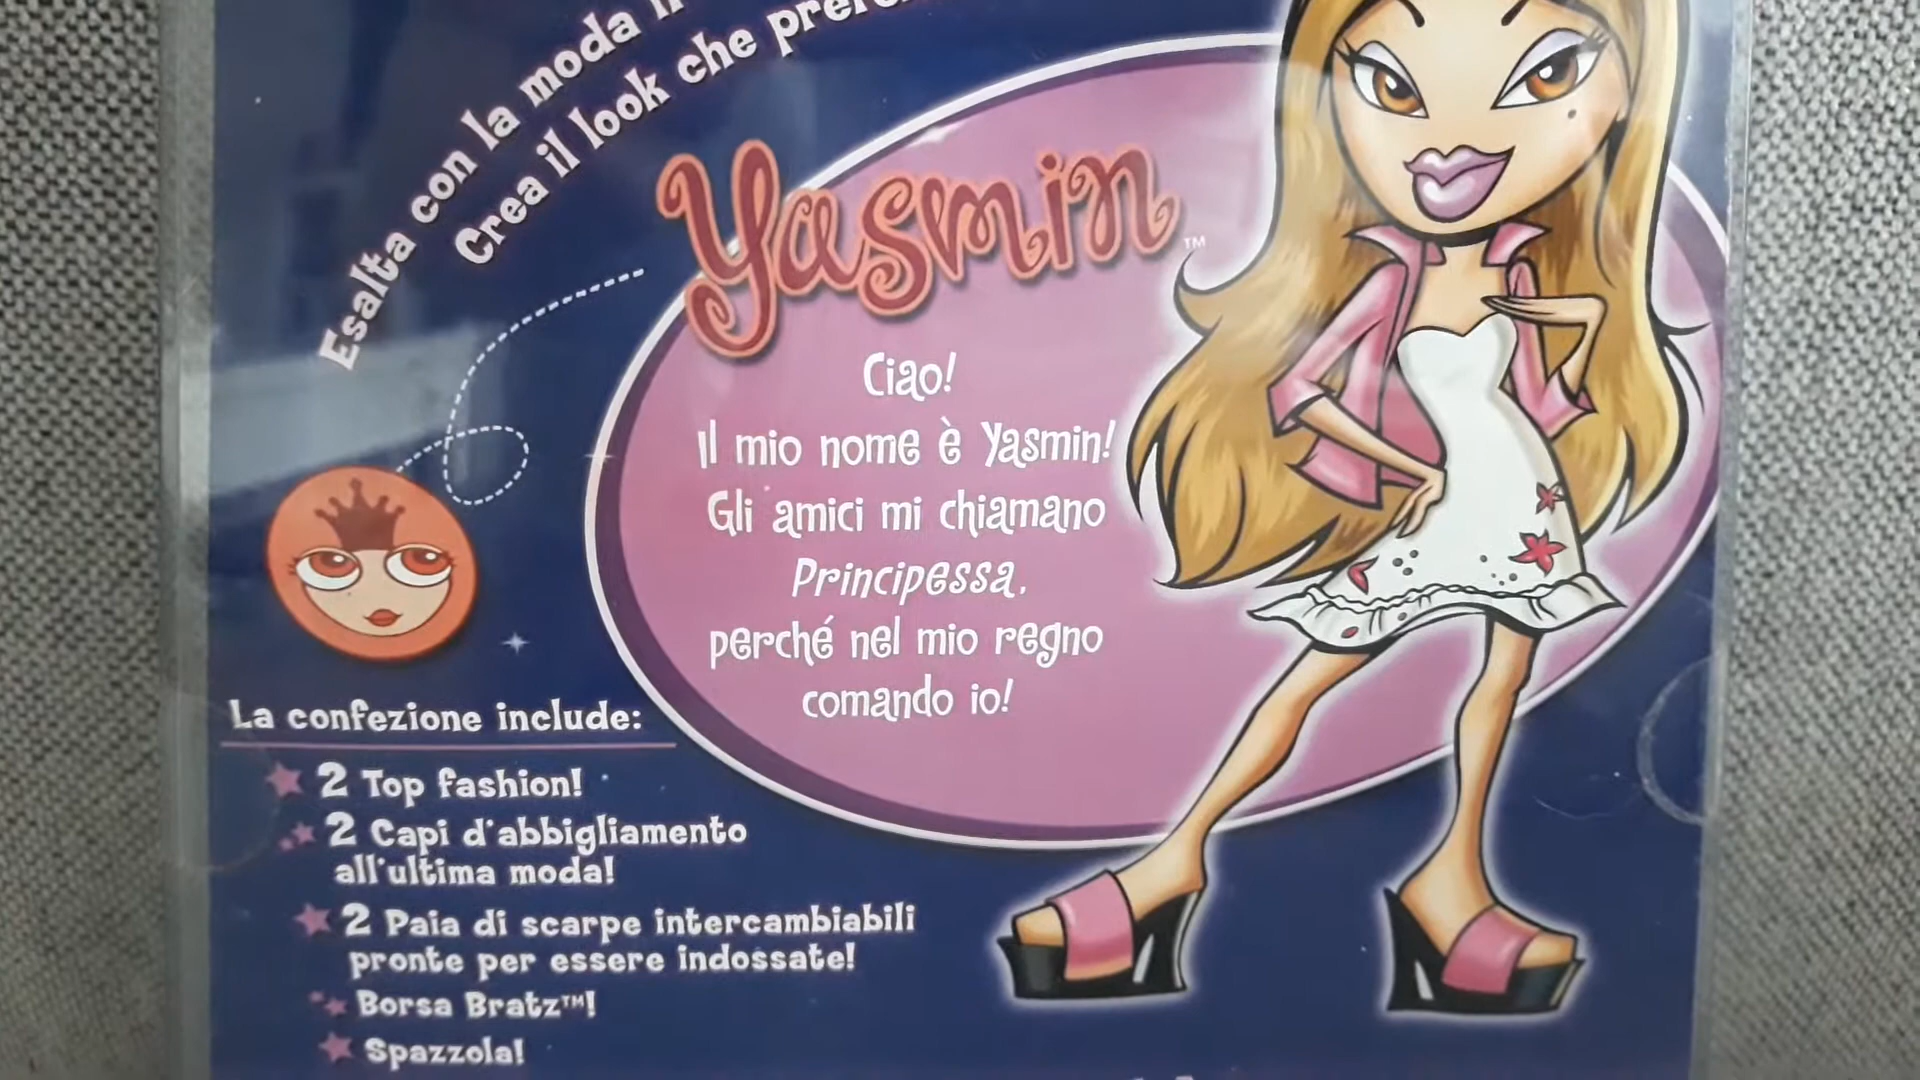 Esalta con la moda
Crea il look che
Yasmin™
Ciao!
Il mio nome è Yasmin!
Gli amici mi chiamano
Principessa,
perché nel mio regno
comando io!
La confezione include:
2 Top fashion!
2 Capi d'abbigliamento
all'ultima moda!
2 Paia di scarpe intercambiabili
pronte per essere indossate!
Borsa Bratz™!
Spazzola!